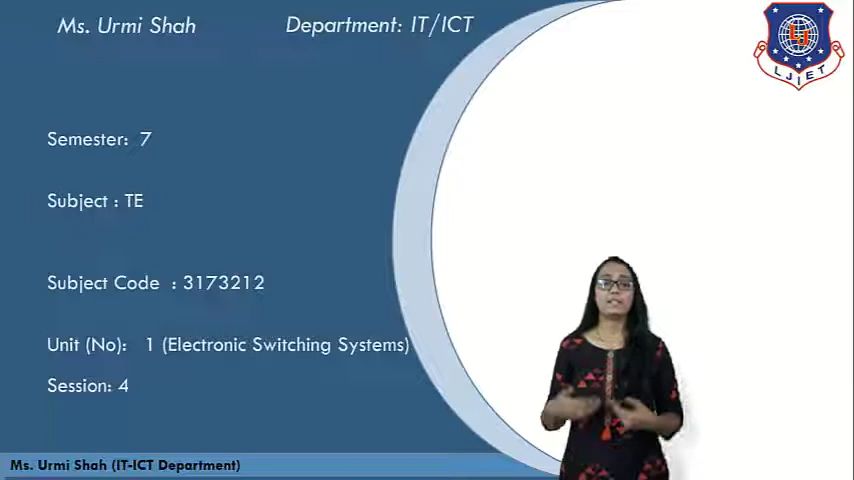 Ms. Urmi Shah
Department: IT/ICT
LJ
LJIET
Semester: 7
Subject : TE
Subject Code : 3173212
Unit (No): 1 (Electronic Switching Systems)
Session: 4
Ms. Urmi Shah (IT-ICT Department)